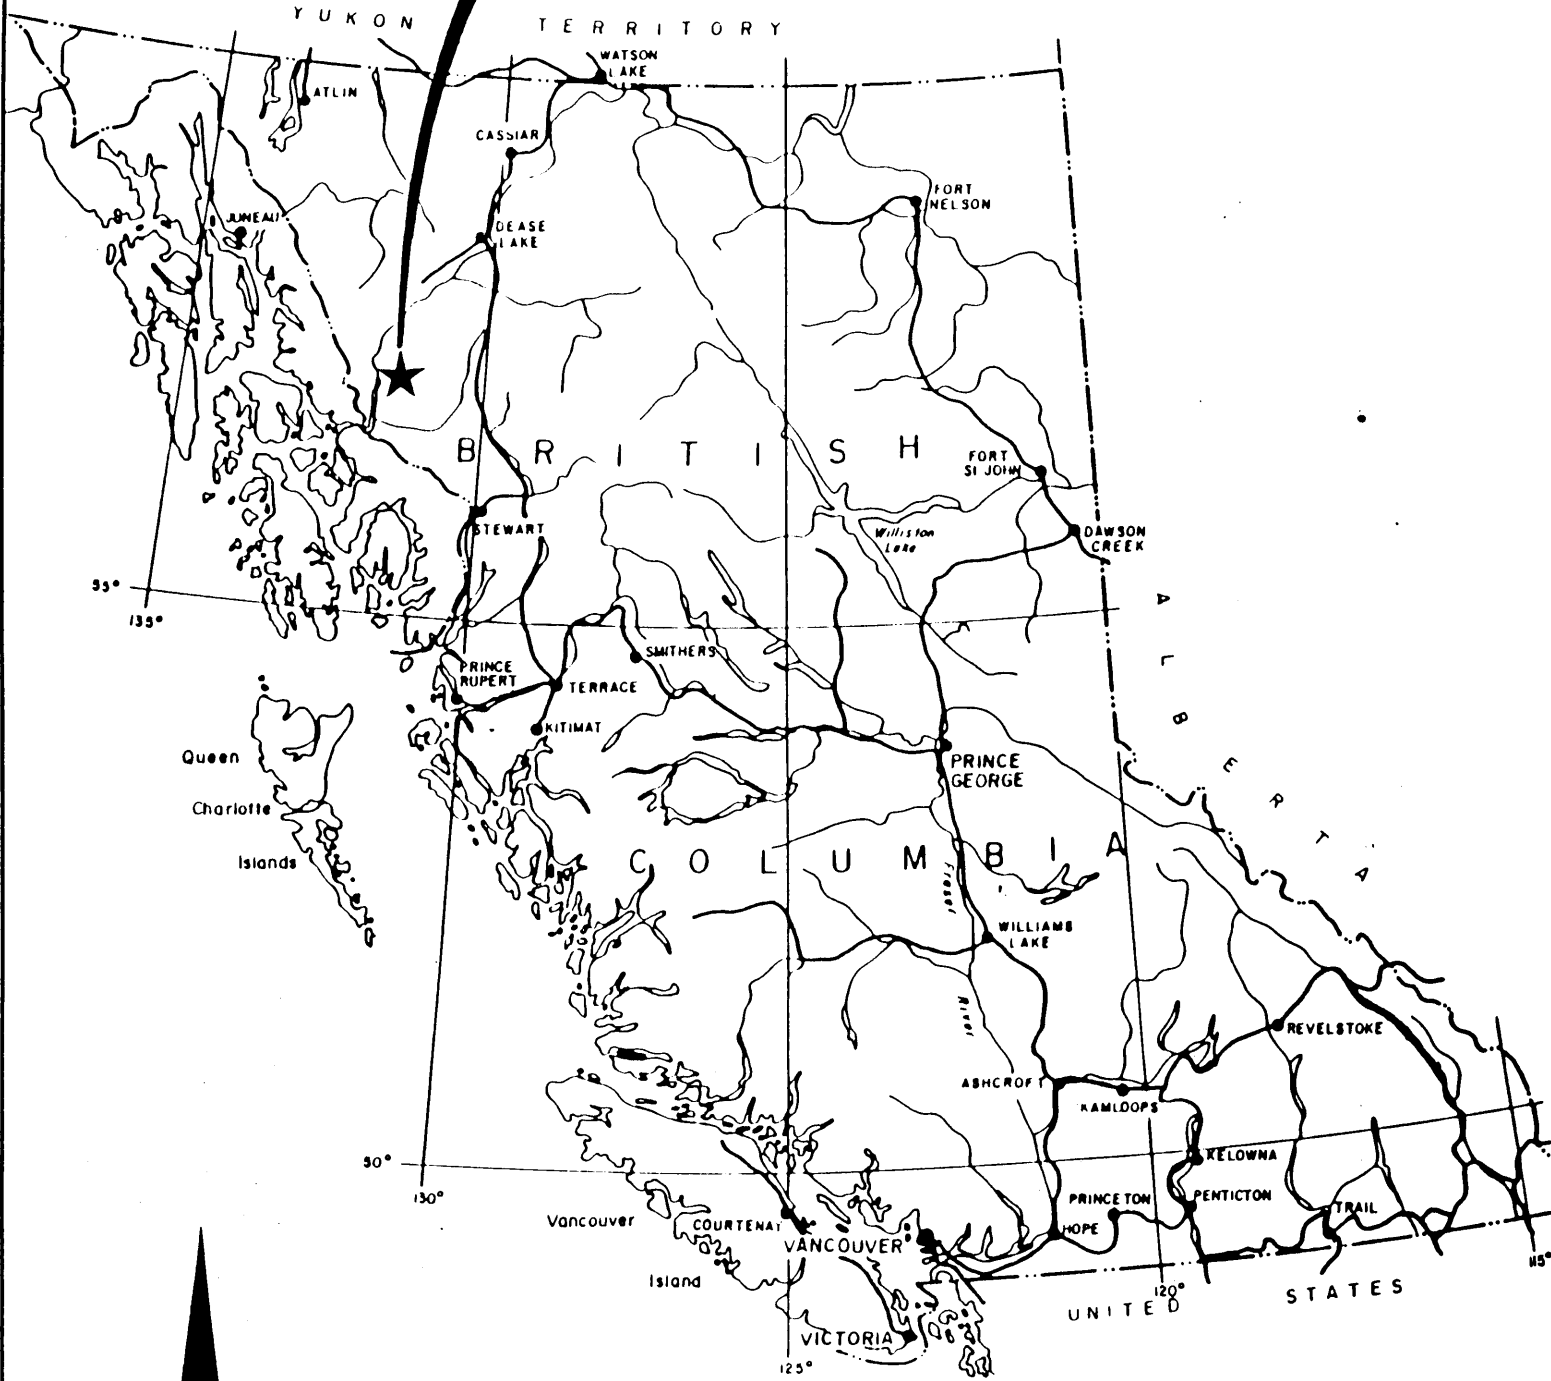 YUKON TERRITORY
WATSON
LAKE
ATLIN
CASSIAR
FORT
NELSON
JUNEAU
DEASE
LAKE
BRITISH
FORT
ST JOHN
STEWART
Williston
Lake
DAWSON
CREEK
55°
135°
ALBERTA
SMITHERS
PRINCE
RUPERT
TERRACE
KITIMAT
Queen
Charlotte
Islands
PRINCE
GEORGE
COLUMBIA
Fraser
River
WILLIAMS
LAKE
REVELSTOKE
ASHCROFT
KAMLOOPS
50°
130°
KELOWNA
PRINCETON
PENTICTON
TRAIL
Vancouver
Island
COURTENAY
VANCOUVER
HOPE
115°
120°
UNITED STATES
VICTORIA
125°